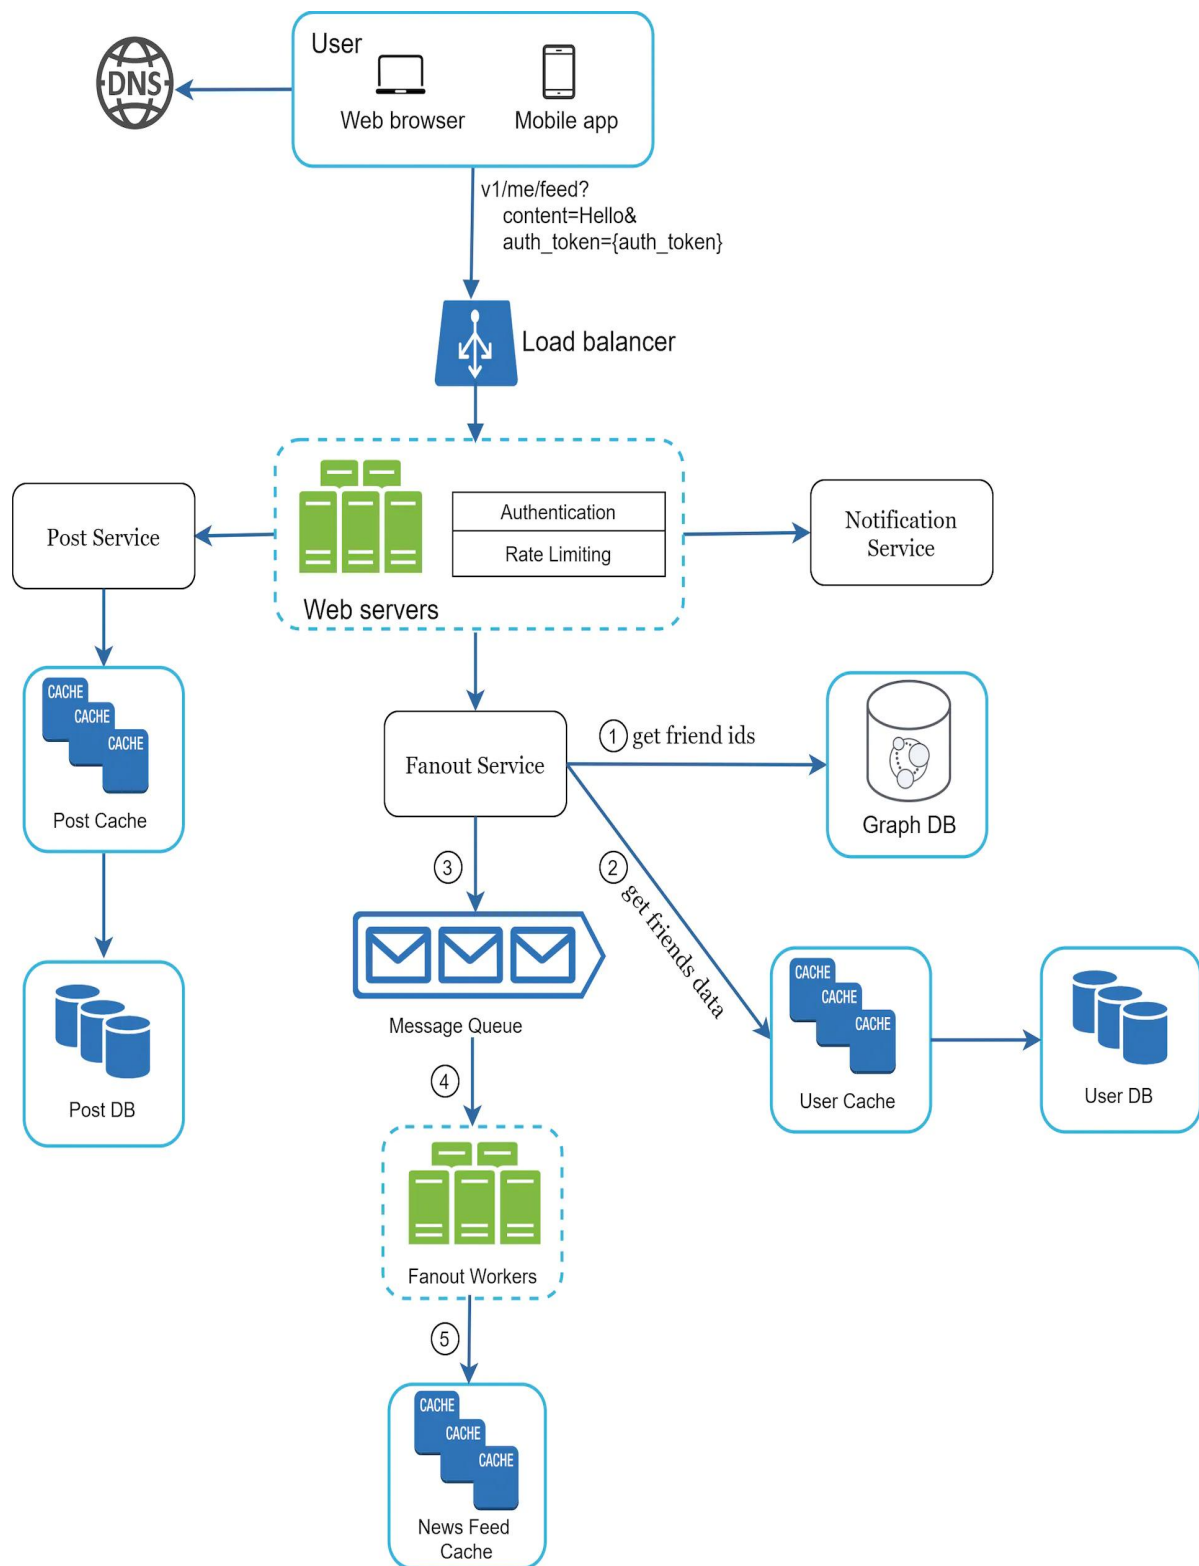 User
DNS
Web browser
Mobile app
v1/me/feed?
content=Hello&
auth_token={auth_token}
Load balancer
Post Service
Authentication
Rate Limiting
Web servers
Notification
Service
CACHE
CACHE
CACHE
Post Cache
Fanout Service
1 get friend ids
Graph DB
2 get friends data
3
Message Queue
Post DB
CACHE
CACHE
CACHE
User Cache
User DB
4
Fanout Workers
5
CACHE
CACHE
CACHE
News Feed
Cache